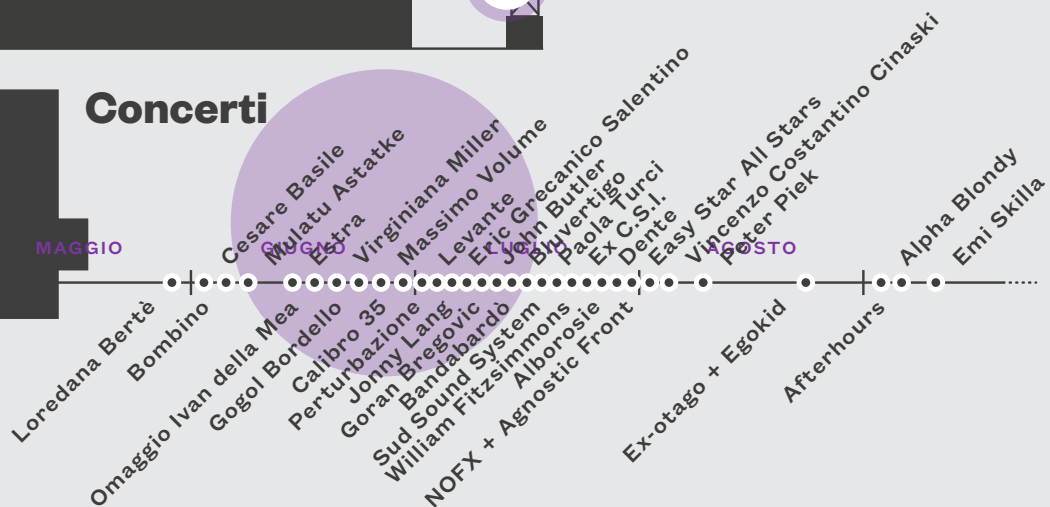 Concerti
MAGGIO
GIUGNO
LUGLIO
AGOSTO
Cesare Basile
Mulatu Astatke
Estra
Virginiana Miller
Massimo Volume
Levante
Eric Grecanico Salentino
John Butler
Bluvertigo
Paola Turci
Ex C.S.I.
Dente
Easy Star All Stars
Vincenzo Costantino Cinaski
Peter Piek
Alpha Blondy
Emi Skilla
Loredana Bertè
Bombino
Omaggio Ivan della Mea
Gogol Bordello
Calibro 35
Perturbazione
Jonny Lang
Goran Bregovic
Bandabardò
Sud Sound System
William Fitzsimmons
Alborosie
NOFX + Agnostic Front
Ex-otago + Egokid
Afterhours